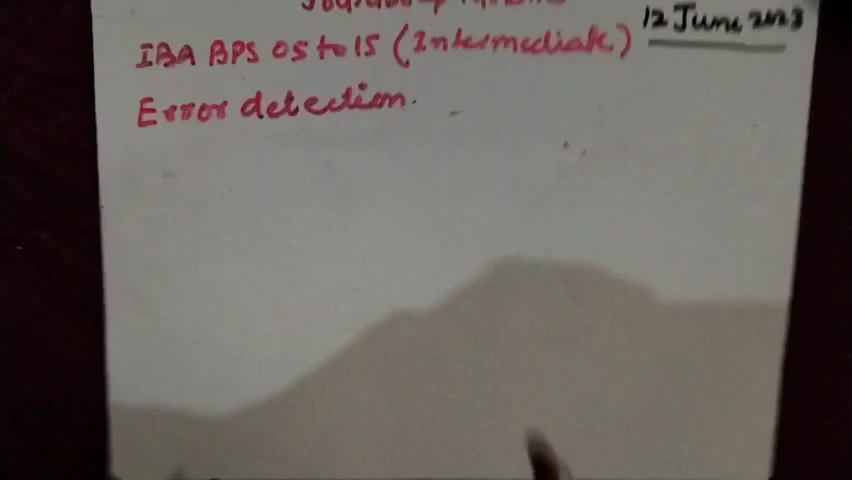 12 June 2023
IBA BPS 05 to 15 (Intermediate)
Error detection.